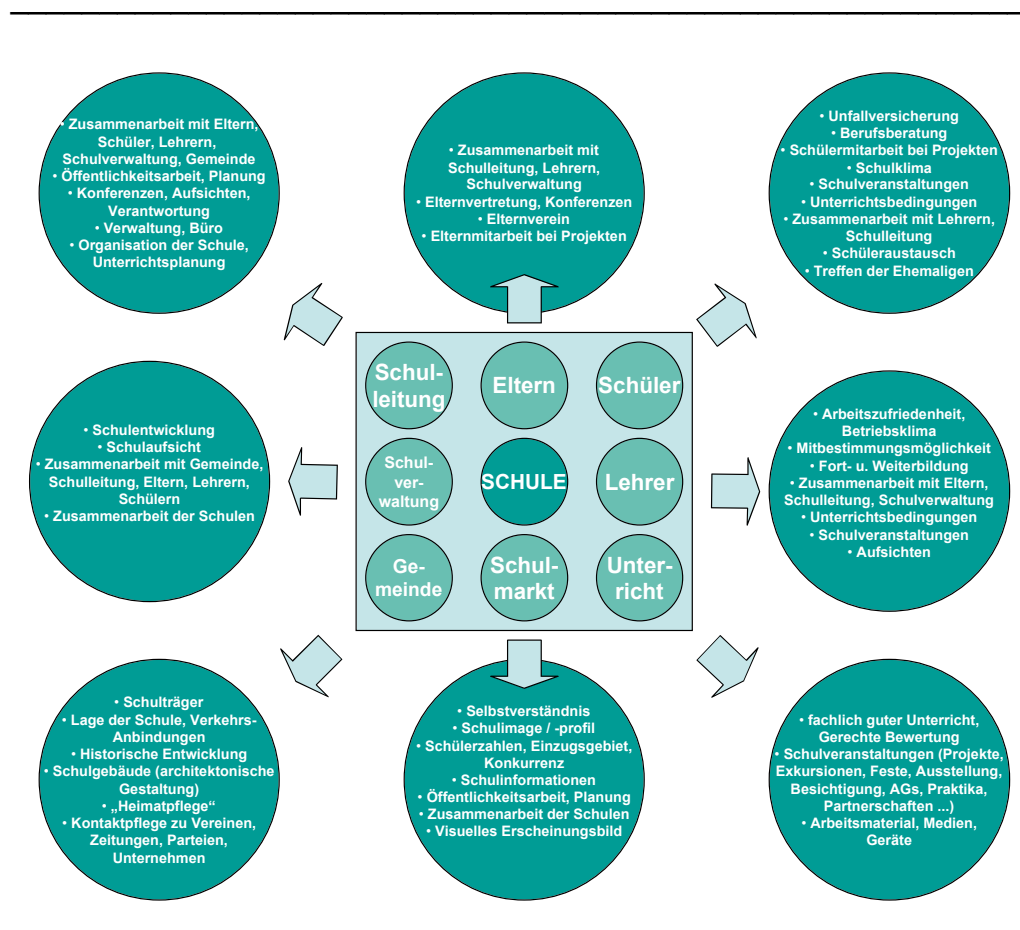 • Zusammenarbeit mit Eltern,
Schüler, Lehrern,
Schulverwaltung, Gemeinde
• Öffentlichkeitsarbeit, Planung
• Konferenzen, Aufsichten,
Verantwortung
• Verwaltung, Büro
• Organisation der Schule,
Unterrichtsplanung
• Zusammenarbeit mit
Schulleitung, Lehrern,
Schulverwaltung
• Elternvertretung, Konferenzen
• Elternverein
• Elternmitarbeit bei Projekten
• Unfallversicherung
• Berufsberatung
• Schülermitarbeit bei Projekten
• Schulklima
• Schulveranstaltungen
• Unterrichtsbedingungen
• Zusammenarbeit mit Lehrern,
Schulleitung
• Schüleraustausch
• Treffen der Ehemaligen
Schul-
leitung
Eltern
Schüler
• Schulentwicklung
• Schulaufsicht
• Zusammenarbeit mit Gemeinde,
Schulleitung, Eltern, Lehrern,
Schülern
• Zusammenarbeit der Schulen
Schul-
ver-
waltung
SCHULE
Lehrer
• Arbeitszufriedenheit,
Betriebsklima
• Mitbestimmungsmöglichkeit
• Fort- u. Weiterbildung
• Zusammenarbeit mit Eltern,
Schulleitung, Schulverwaltung
• Unterrichtsbedingungen
• Schulveranstaltungen
• Aufsichten
Ge-
meinde
Schul-
markt
Unter-
richt
• Schulträger
• Lage der Schule, Verkehrs-
Anbindungen
• Historische Entwicklung
• Schulgebäude (architektonische
Gestaltung)
• „Heimatpflege“
• Kontaktpflege zu Vereinen,
Zeitungen, Parteien,
Unternehmen
• Selbstverständnis
• Schulimage / -profil
• Schülerzahlen, Einzugsgebiet,
Konkurrenz
• Schulinformationen
• Öffentlichkeitsarbeit, Planung
• Zusammenarbeit der Schulen
• Visuelles Erscheinungsbild
• fachlich guter Unterricht,
Gerechte Bewertung
• Schulveranstaltungen (Projekte,
Exkursionen, Feste, Ausstellung,
Besichtigung, AGs, Praktika,
Partnerschaften ...)
• Arbeitsmaterial, Medien,
Geräte